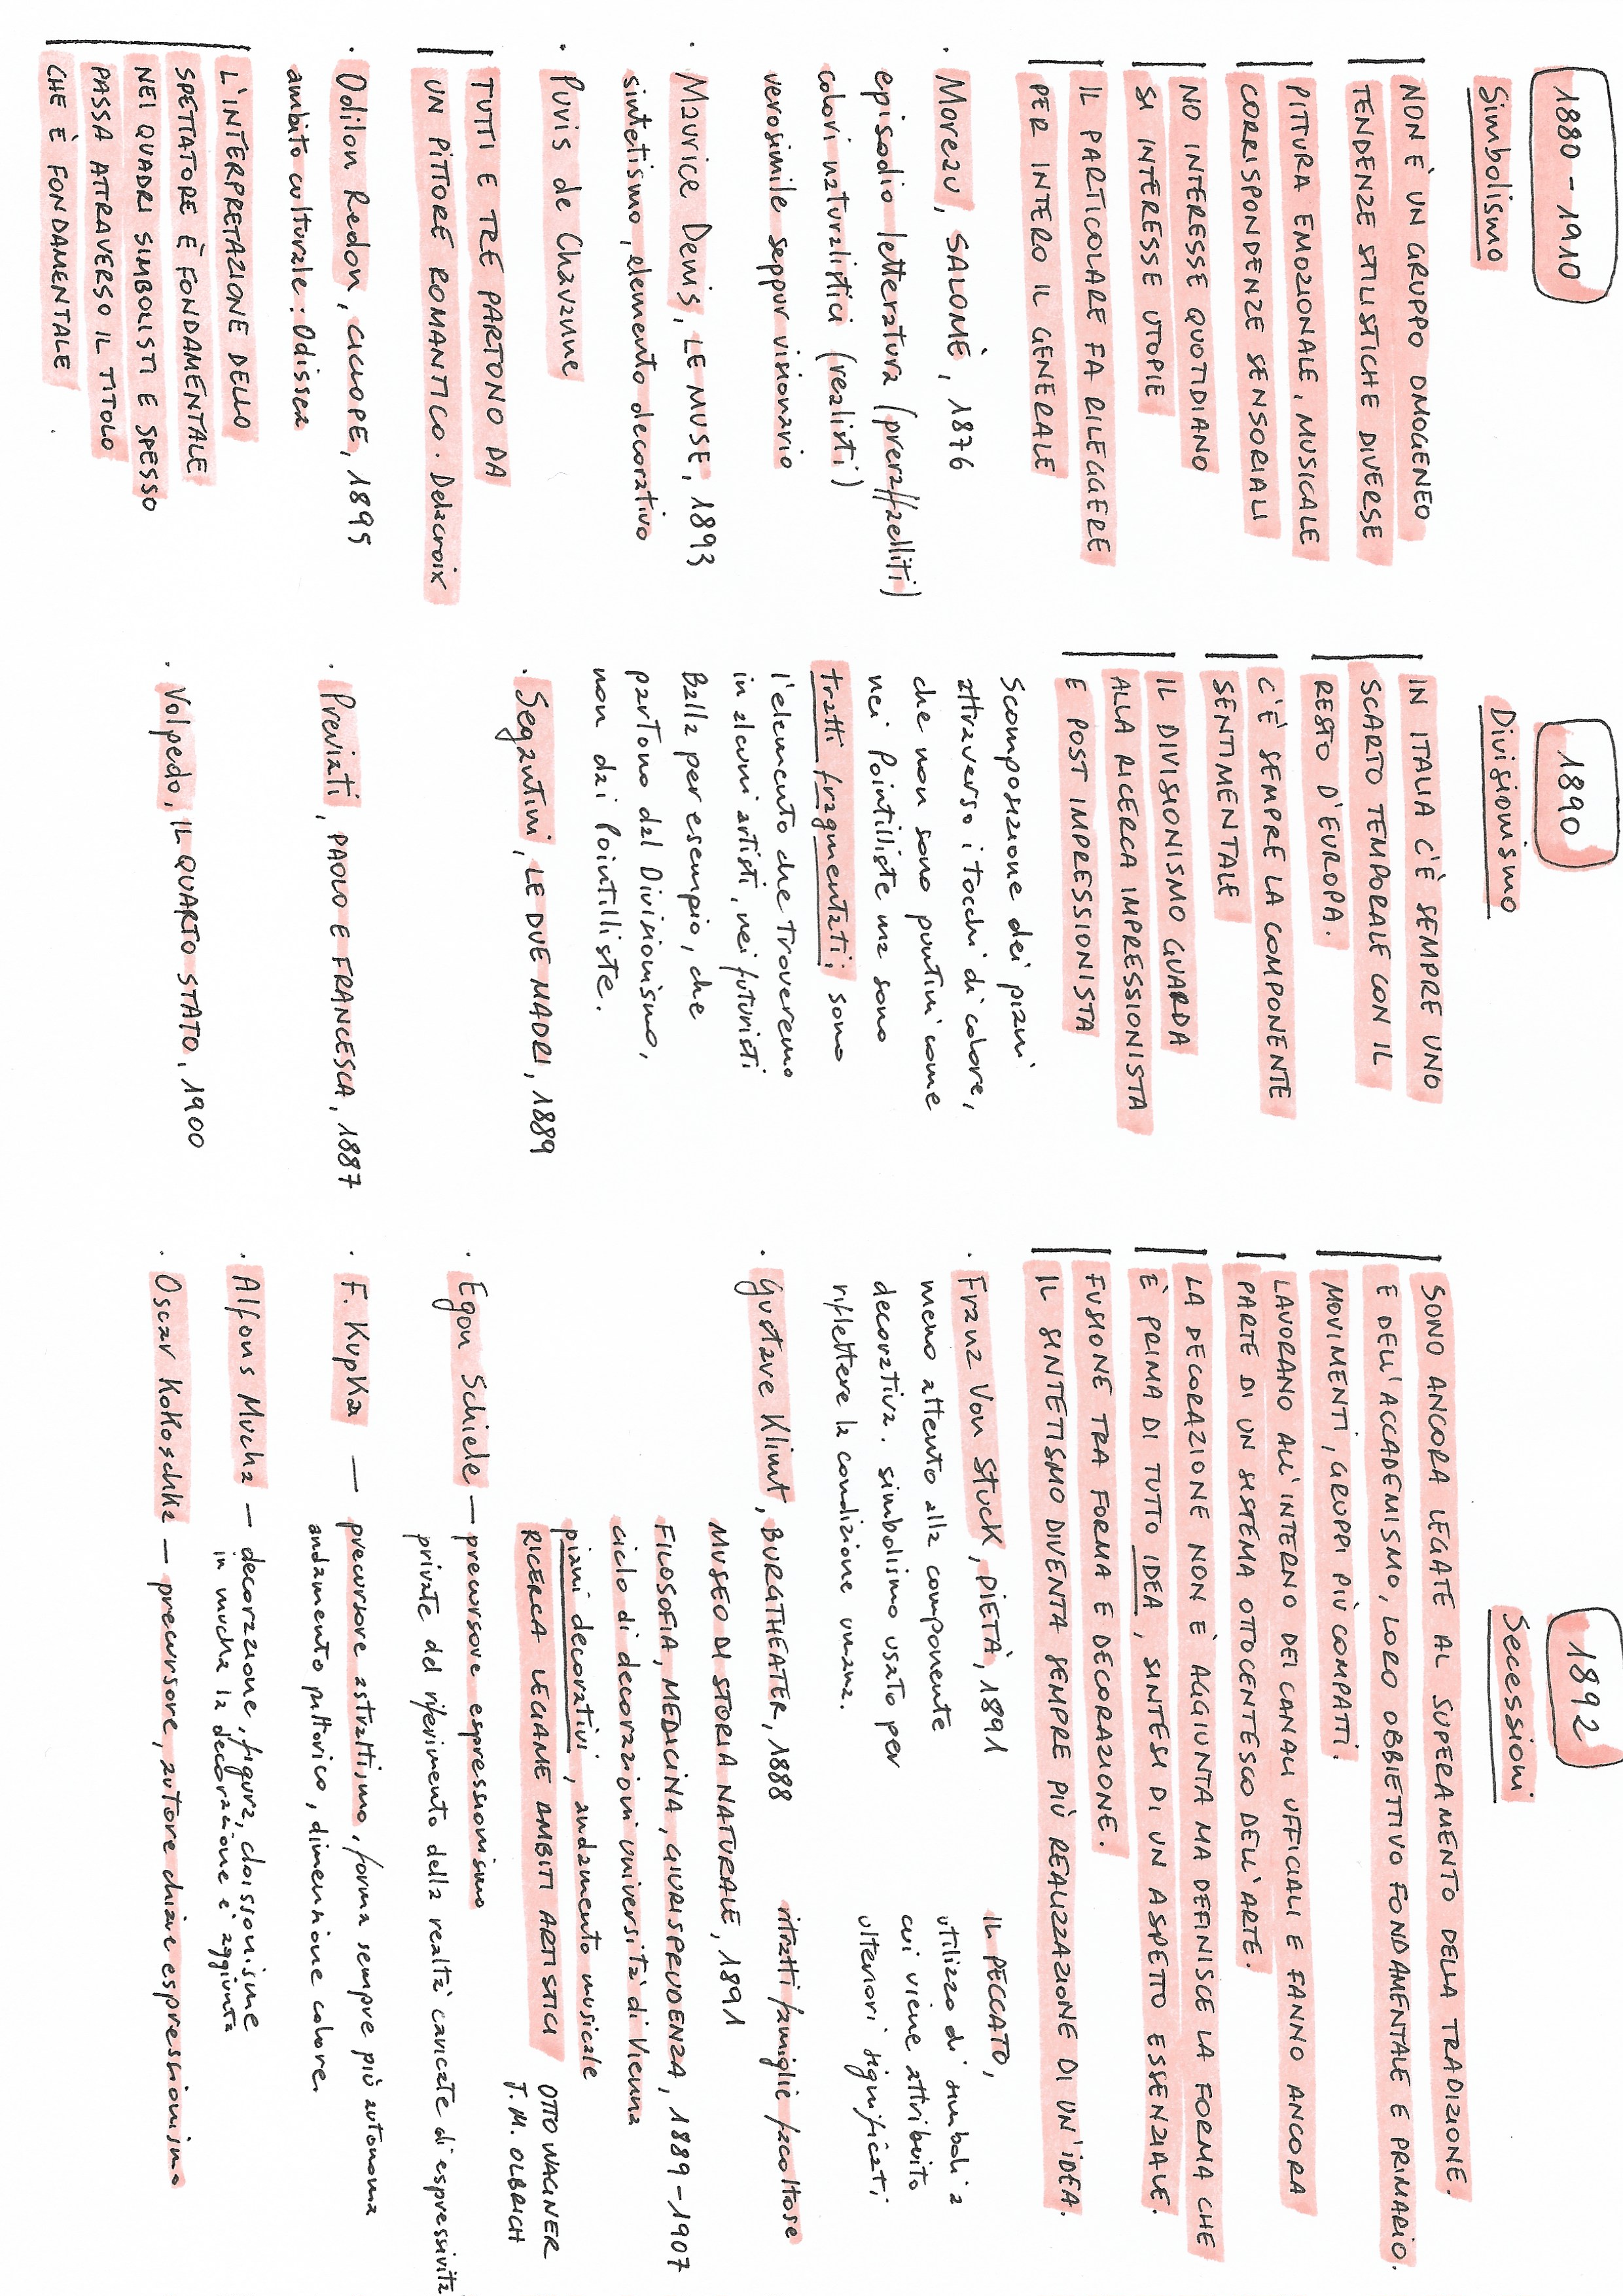 1880 - 1910
Simbolismo
NON È UN GRUPPO OMOGENEO
TENDENZE STILISTICHE DIVERSE
PITTURA EMOZIONALE, MUSICALE
CORRISPONDENZE SENSORIALI
NO INTERESSE QUOTIDIANO
SI INTERESSE UTOPIE
IL PARTICOLARE FA RILEGGERE
PER INTERO IL GENERALE
· Moreau, SALOMÈ, 1876
episodio letteratura (preraffaelliti)
colori naturalistici (realisti)
verosimile seppur visionario
· Maurice Denis, LE MUSE, 1893
sintetismo, elemento decorativo
· Puvis de Chavanne
TUTTI E TRE PARTONO DA
UN PITTORE ROMANTICO. Delacroix
· Odilon Redon, CICLOPE, 1895
ambito culturale: Odissea
L'INTERPRETAZIONE DELLO
SPETTATORE È FONDAMENTALE
NEI QUADRI SIMBOLISTI E SPESSO
PASSA ATTRAVERSO IL TITOLO
CHE È FONDAMENTALE
1890
Divisionismo
IN ITALIA C'È SEMPRE UNO
SCARTO TEMPORALE CON IL
RESTO D'EUROPA.
C'È SEMPRE LA COMPONENTE
SENTIMENTALE
IL DIVISIONISMO GUARDA
ALLA RICERCA IMPRESSIONISTA
E POST IMPRESSIONISTA
Scomposizione dei piani
attraverso i tocchi di colore,
che non sono puntini come
nei Pointilliste ma sono
tratti fragmentati; sono
l'elemento che troveremo
in alcuni artisti, nei futuristi
Balla per esempio, che
partono dal Divisionismo,
non dai Pointilliste.
· Segantini, LE DUE MADRI, 1889
· Previati, PAOLO E FRANCESCA, 1887
· Volpedo, IL QUARTO STATO, 1900
1892
Secessioni
SONO ANCORA LEGATE AL SUPERAMENTO DELLA TRADIZIONE.
E DELL'ACCADEMISMO, LORO OBBIETTIVO FONDAMENTALE E PRIMARIO.
MOVIMENTI, GRUPPI PIÙ COMPATTI.
LAVORANO ALL'INTERNO DEI CANALI UFFICIALI E FANNO ANCORA
PARTE DI UN SISTEMA OTTOCENTESCO DELL'ARTE.
LA DECORAZIONE NON È AGGIUNTA MA DEFINISCE LA FORMA CHE
È PRIMA DI TUTTO IDEA, SINTESI DI UN ASPETTO ESSENZIALE.
FUSIONE TRA FORMA E DECORAZIONE.
IL SINTETISMO DIVENTA SEMPRE PIÙ REALIZZAZIONE DI UN'IDEA.
· Franz Von Stuck, PIETÀ, 1891
meno attento alla componente
decorativa. simbolismo usato per
riflettere la condizione umana.
IL PECCATO,
utilizzo di simboli a
cui viene attribuito
ulteriori significati
· Gustave Klimt, BURGTHEATER, 1888
ritratti famiglie facoltose
MUSEO DI STORIA NATURALE, 1891
FILOSOFIA, MEDICINA, GIURISPRUDENZA, 1889-1907
ciclo di decorazioni università di Vienna
piani decorativi, andamento musicale
RICERCA LEGAME AMBITI ARTISTICI
OTTO WAGNER
J. M. OLBRICH
· Egon Schiele — precursore espressionismo
private del riferimento della realtà caricate di espressività
· F. Kupka — precursore astrattismo, forma sempre più autonoma
andamento pittorico, dimensione colore.
· Alfons Mucha — decorazione, figura, cloissonisme
in mucha la decorazione è aggiunta
· Oscar Kokoschka — precursore, autore chiave espressionismo